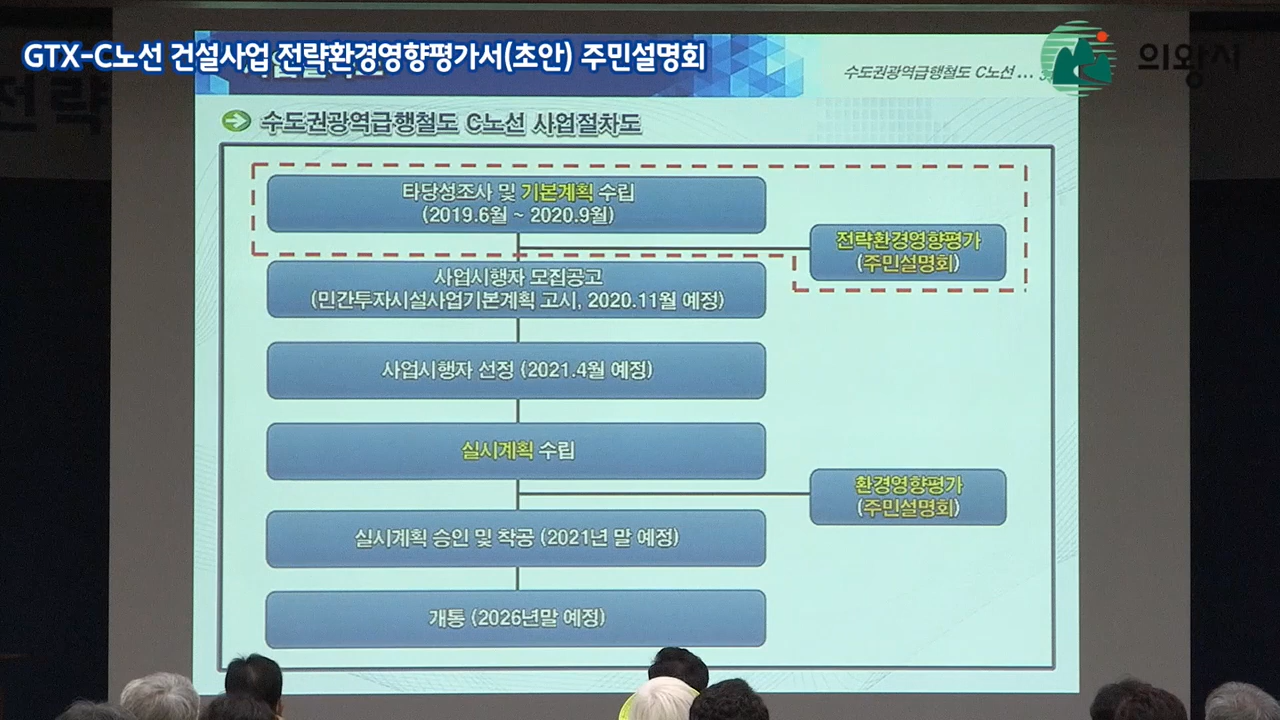 GTX-C노선 건설사업 전략환경영향평가서(초안) 주민설명회
의왕시
전략
수도권광역급행철도 C노선 ...
수도권광역급행철도 C노선 사업절차도
타당성조사 및 기본계획 수립
(2019.6월 ~ 2020.9월)
전략환경영향평가
(주민설명회)
사업시행자 모집공고
(민간투자시설사업기본계획 고시, 2020.11월 예정)
사업시행자 선정 (2021.4월 예정)
실시계획 수립
환경영향평가
(주민설명회)
실시계획 승인 및 착공 (2021년 말 예정)
개통 (2026년말 예정)